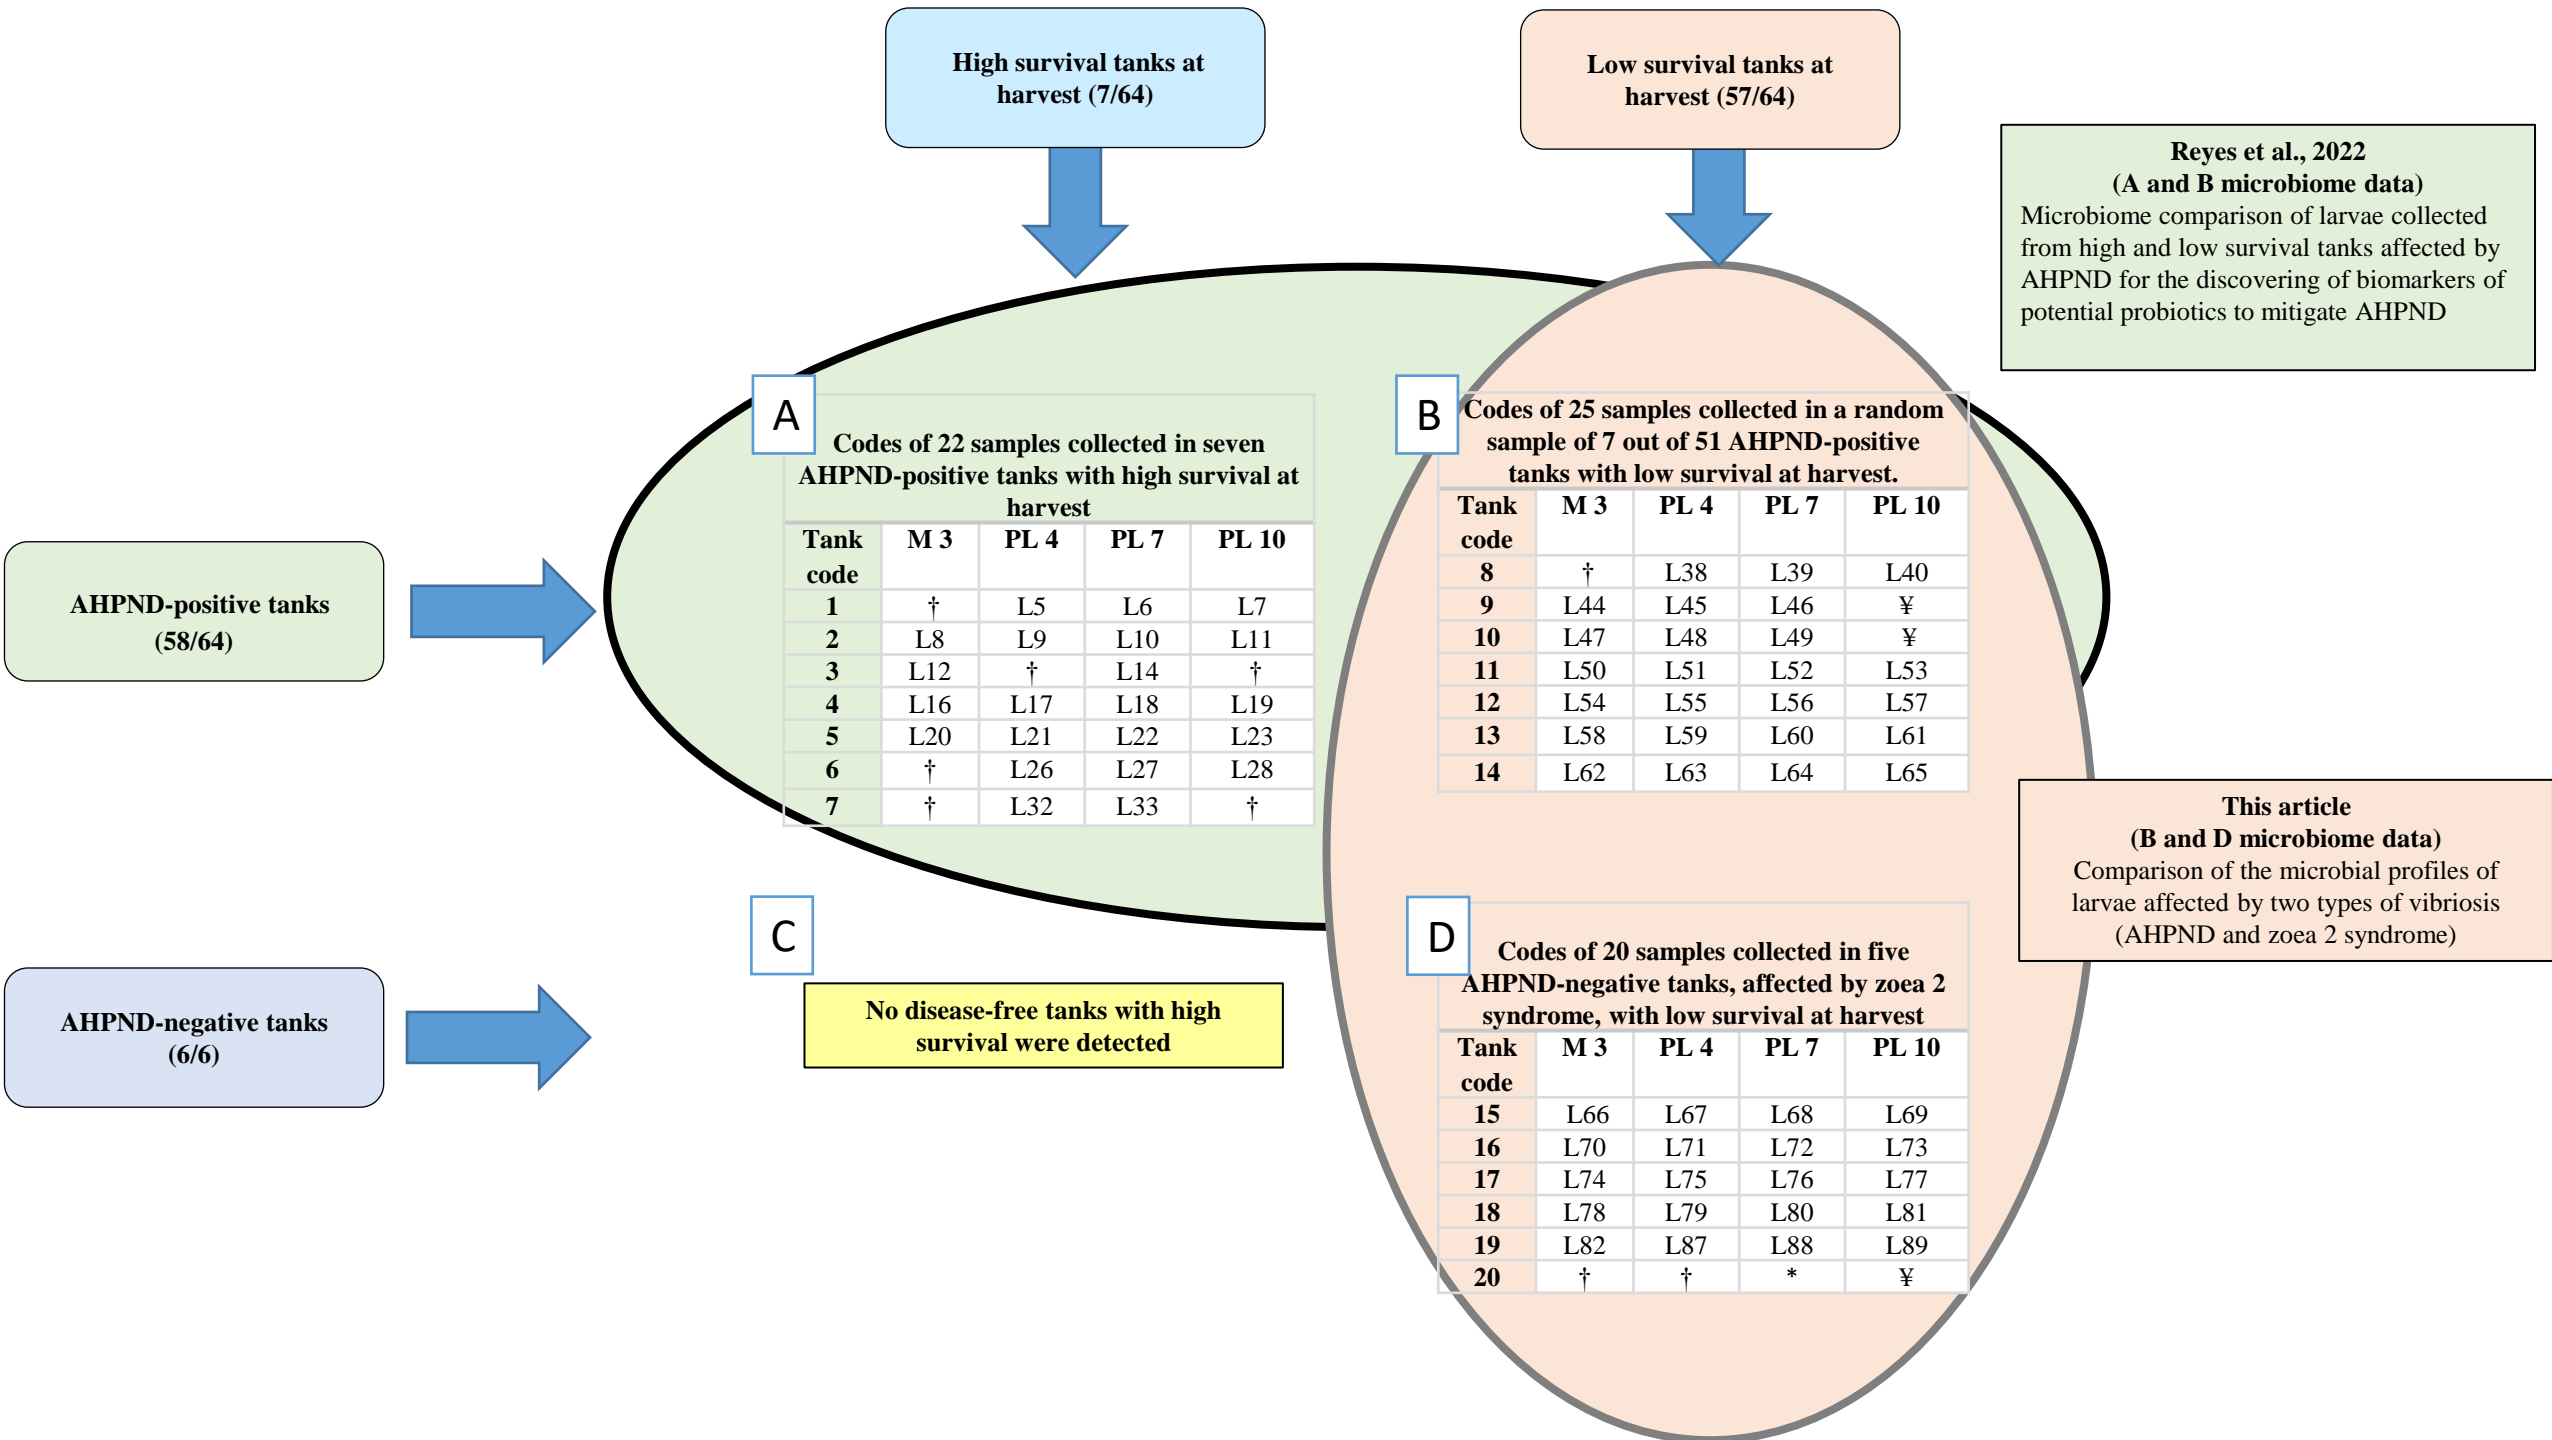 High survival tanks at
harvest (7/64)
Low survival tanks at
harvest (57/64)
Reyes et al., 2022
(A and B microbiome data)
Microbiome comparison of larvae collected
from high and low survival tanks affected by
AHPND for the discovering of biomarkers of
potential probiotics to mitigate AHPND
AHPND-positive tanks
(58/64)
A
Codes of 22 samples collected in seven
AHPND-positive tanks with high survival at
harvest
Tank code M 3 PL 4 PL 7 PL 10
1 † L5 L6 L7
2 L8 L9 L10 L11
3 L12 † L14 †
4 L16 L17 L18 L19
5 L20 L21 L22 L23
6 † L26 L27 L28
7 † L32 L33 †
B
Codes of 25 samples collected in a random
sample of 7 out of 51 AHPND-positive
tanks with low survival at harvest.
Tank code M 3 PL 4 PL 7 PL 10
8 † L38 L39 L40
9 L44 L45 L46 ¥
10 L47 L48 L49 ¥
11 L50 L51 L52 L53
12 L54 L55 L56 L57
13 L58 L59 L60 L61
14 L62 L63 L64 L65
This article
(B and D microbiome data)
Comparison of the microbial profiles of
larvae affected by two types of vibriosis
(AHPND and zoea 2 syndrome)
AHPND-negative tanks
(6/6)
C
No disease-free tanks with high
survival were detected
D
Codes of 20 samples collected in five
AHPND-negative tanks, affected by zoea 2
syndrome, with low survival at harvest
Tank code M 3 PL 4 PL 7 PL 10
15 L66 L67 L68 L69
16 L70 L71 L72 L73
17 L74 L75 L76 L77
18 L78 L79 L80 L81
19 L82 L87 L88 L89
20 † † * ¥